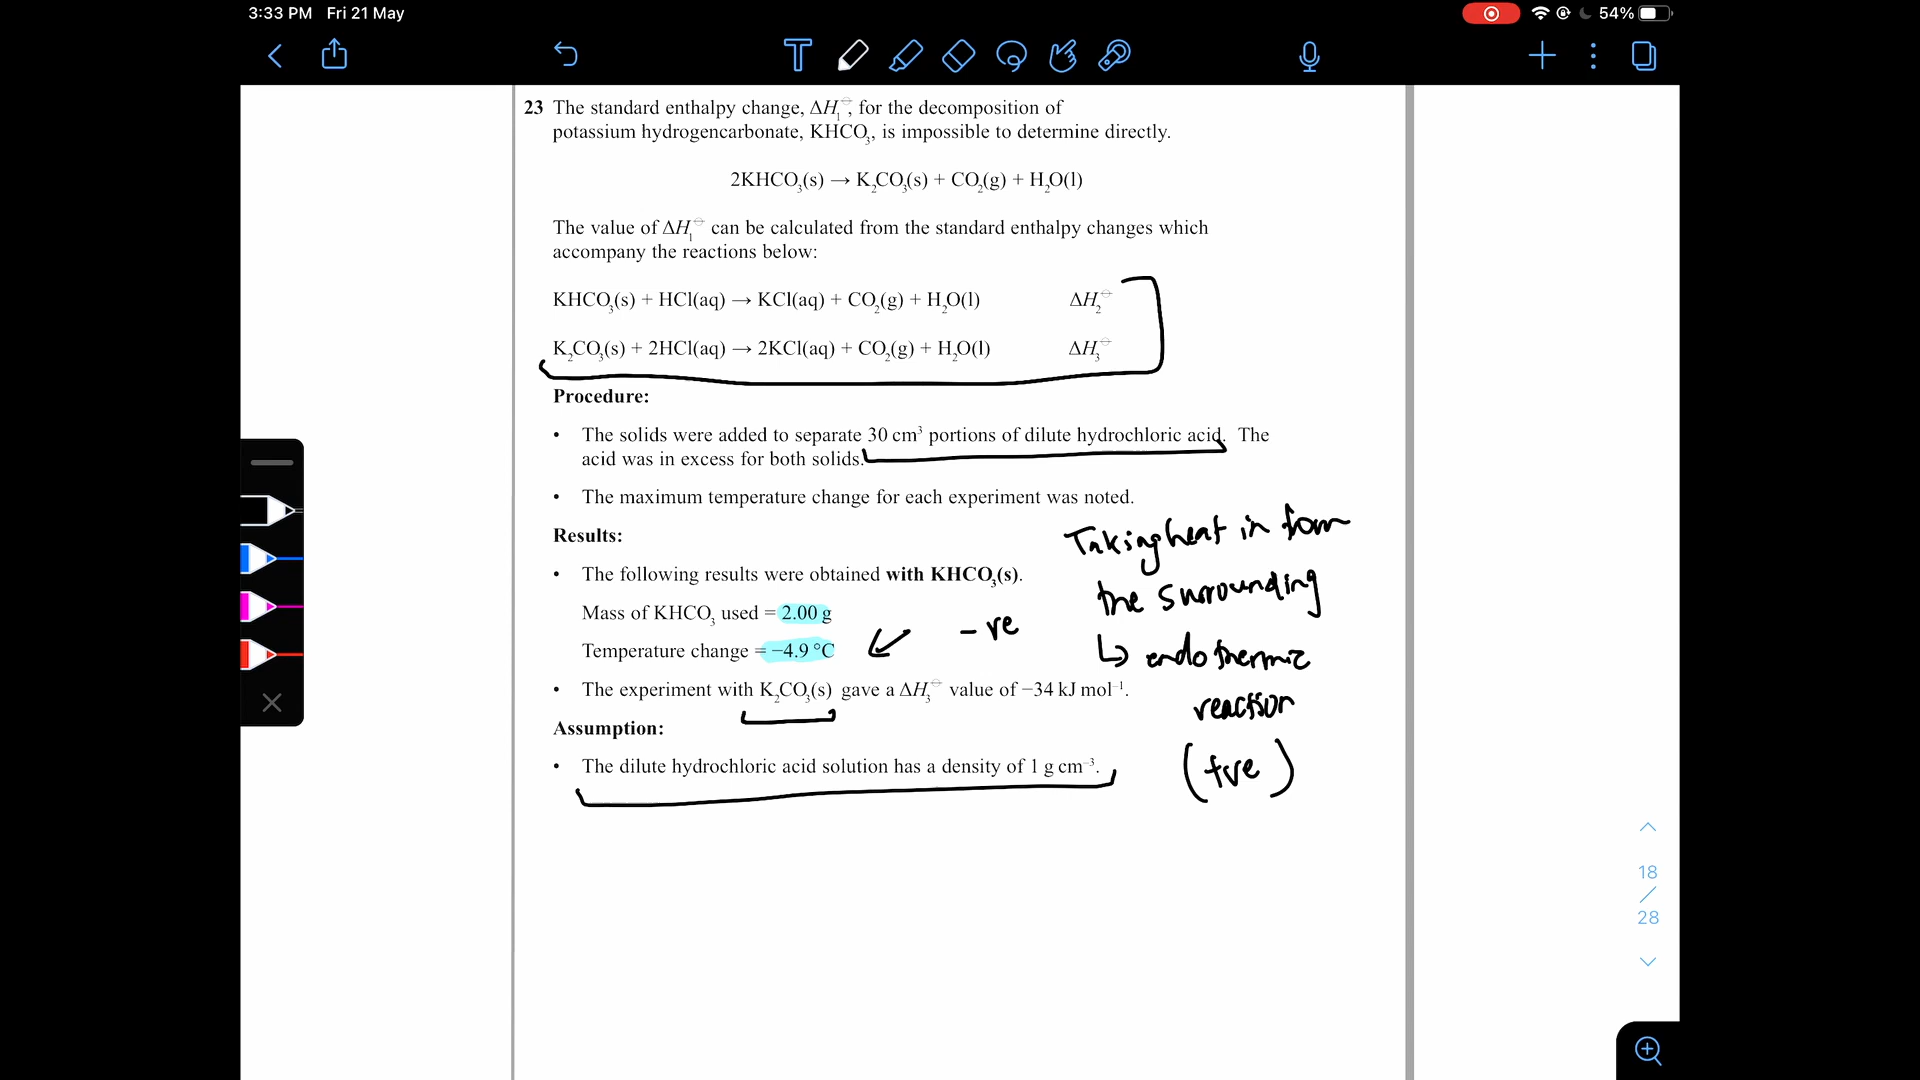 3:33 PM Fri 21 May
54%
23 The standard enthalpy change, ΔH₁⊖, for the decomposition of
potassium hydrogencarbonate, KHCO₃, is impossible to determine directly.
2KHCO₃(s) → K₂CO₃(s) + CO₂(g) + H₂O(l)
The value of ΔH₁⊖ can be calculated from the standard enthalpy changes which
accompany the reactions below:
KHCO₃(s) + HCl(aq) → KCl(aq) + CO₂(g) + H₂O(l) ΔH₂⊖
K₂CO₃(s) + 2HCl(aq) → 2KCl(aq) + CO₂(g) + H₂O(l) ΔH₃⊖
Procedure:
• The solids were added to separate 30 cm³ portions of dilute hydrochloric acid. The
acid was in excess for both solids.
• The maximum temperature change for each experiment was noted.
Results:
• The following results were obtained with KHCO₃(s).
Mass of KHCO₃ used = 2.00 g
Temperature change = −4.9 °C
• The experiment with K₂CO₃(s) gave a ΔH₃⊖ value of −34 kJ mol⁻¹.
Assumption:
• The dilute hydrochloric acid solution has a density of 1 g cm⁻³.
- ve
Taking heat in from
the surrounding
↳ endothermic
reaction
(+ve)
18
/
28